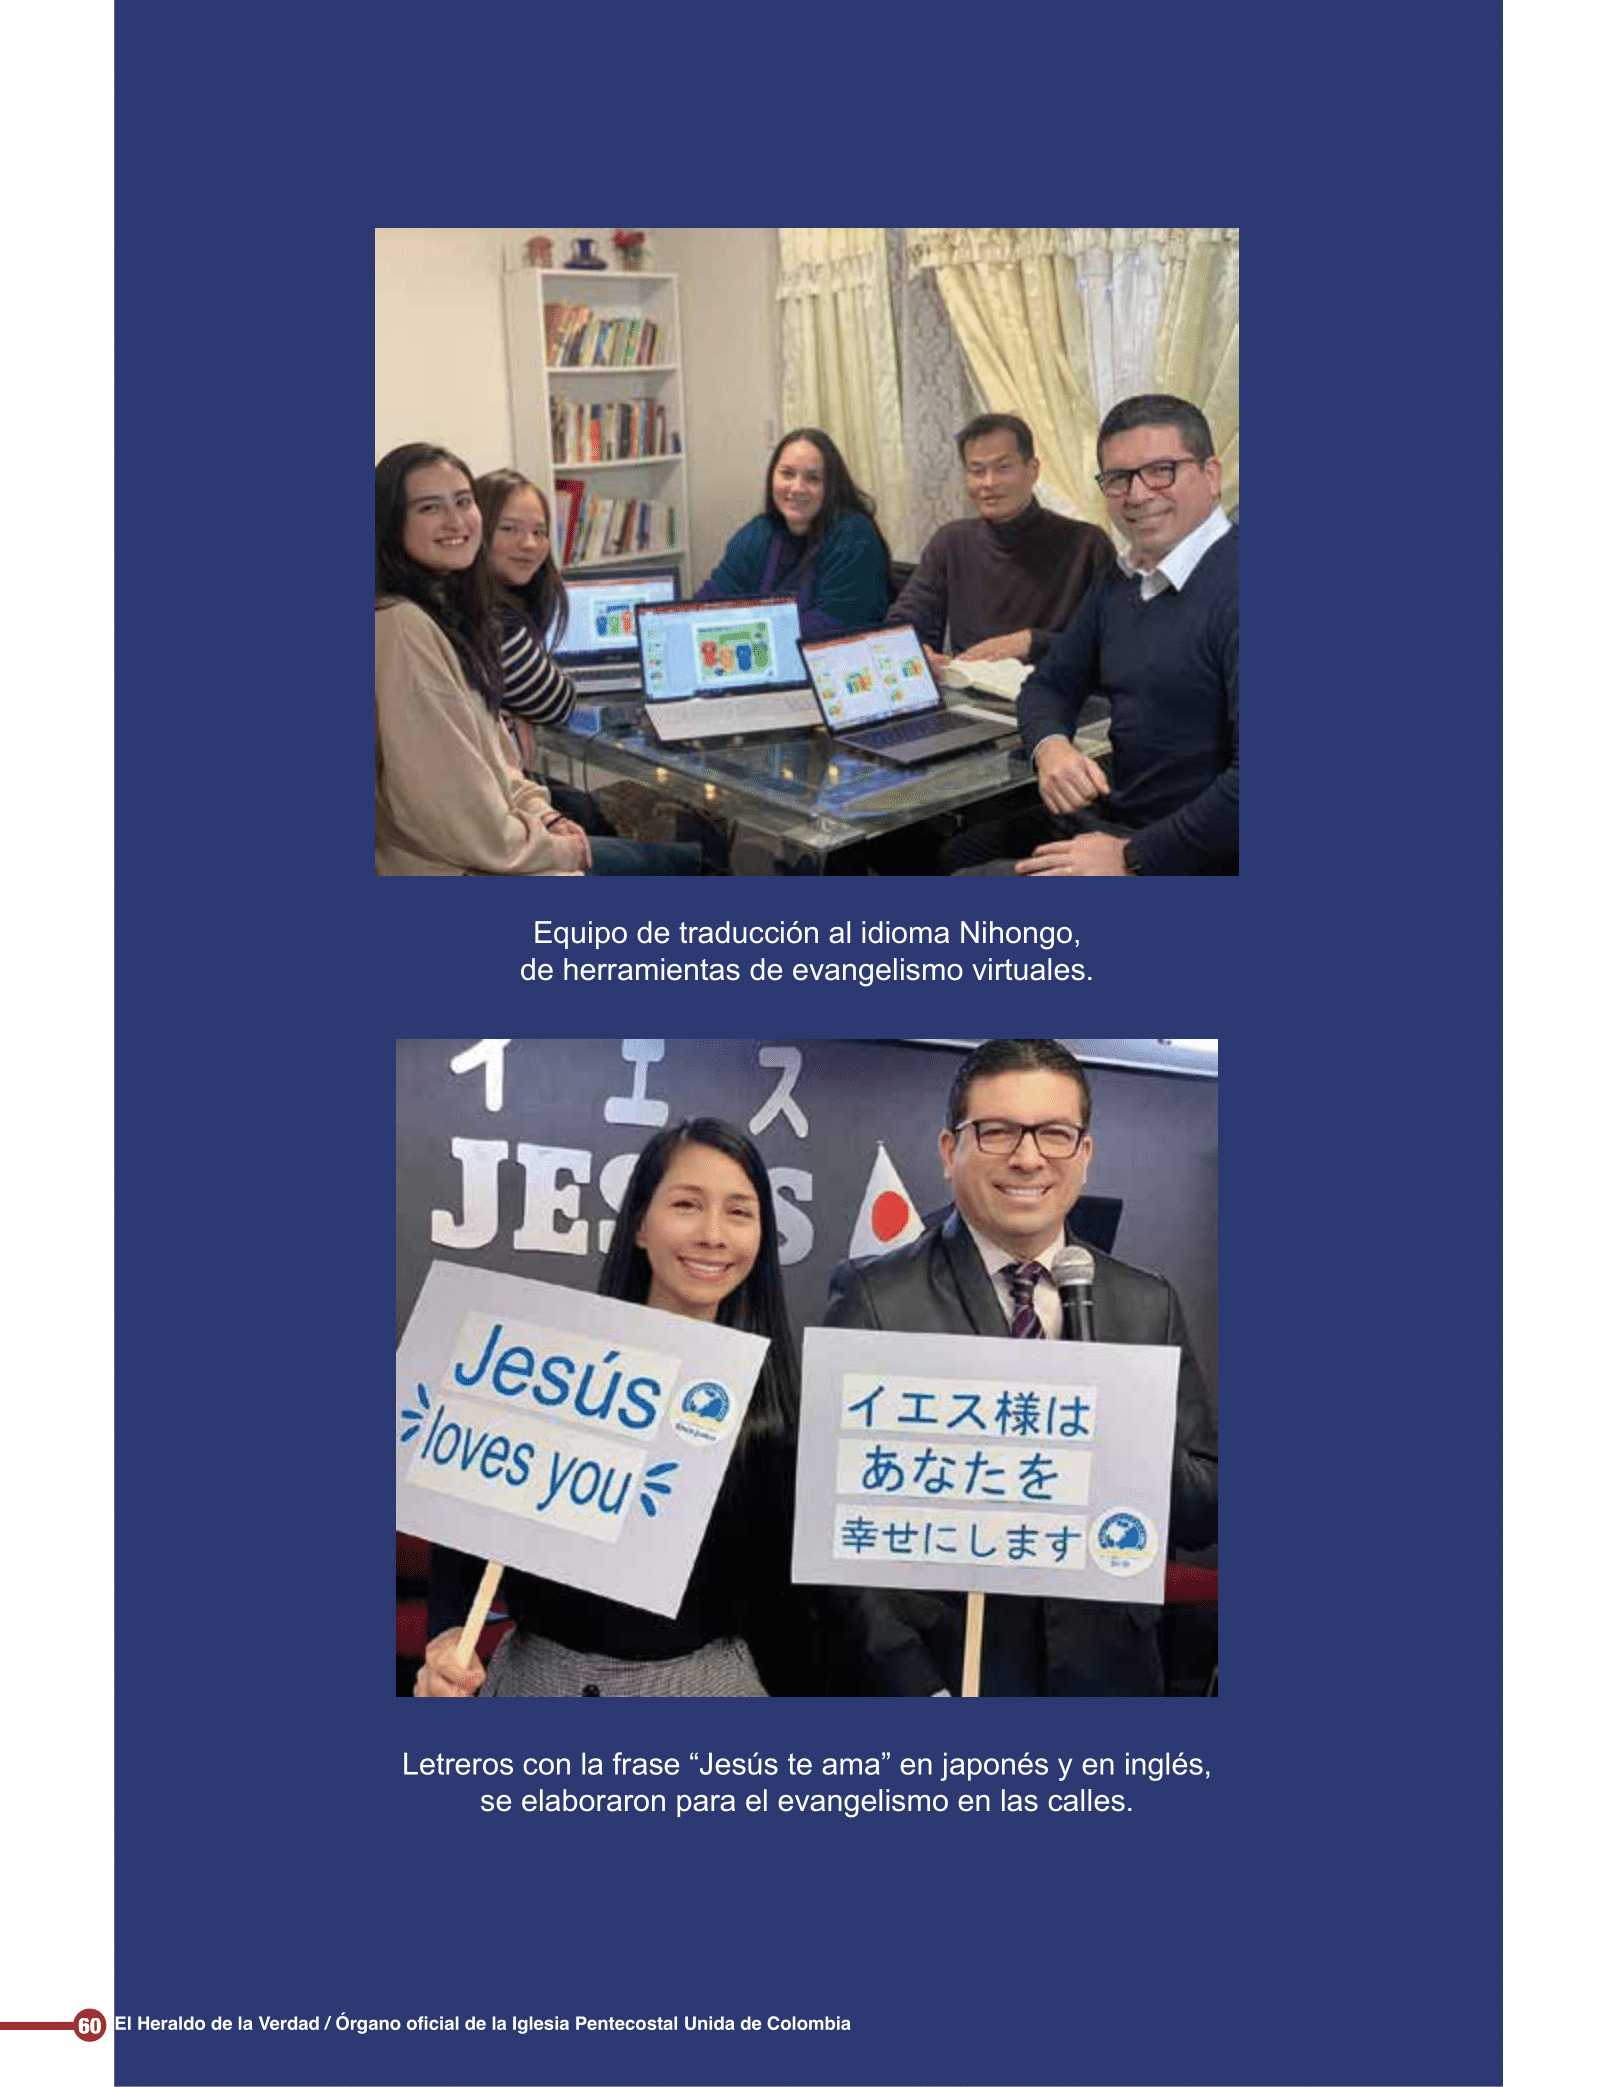 Equipo de traducción al idioma Nihongo,
de herramientas de evangelismo virtuales.
イエス
JES S
Jesús
loves you
イエス様は
あなたを
幸せにします
Letreros con la frase “Jesús te ama” en japonés y en inglés,
se elaboraron para el evangelismo en las calles.
60 El Heraldo de la Verdad / Órgano oficial de la Iglesia Pentecostal Unida de Colombia